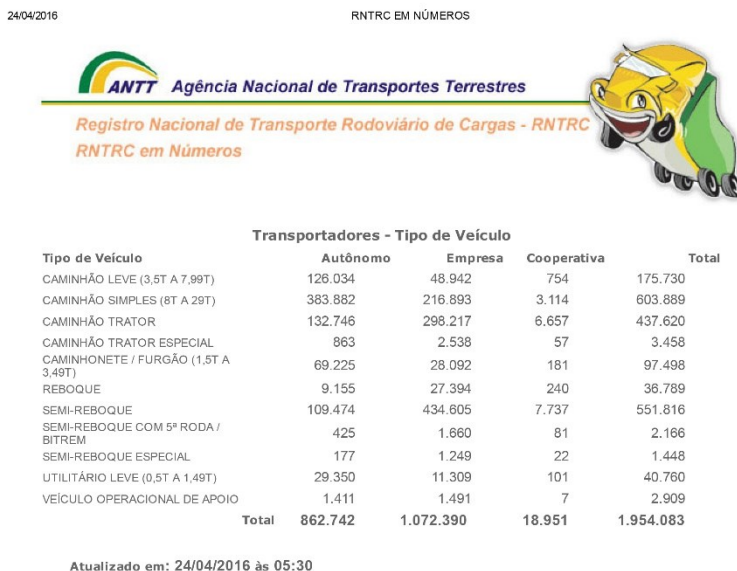 24/04/2016 RNTRC EM NÚMEROS
ANTT Agência Nacional de Transportes Terrestres
Registro Nacional de Transporte Rodoviário de Cargas - RNTRC
RNTRC em Números
Transportadores - Tipo de Veículo
Tipo de Veículo Autônomo Empresa Cooperativa Total
CAMINHÃO LEVE (3,5T A 7,99T) 126.034 48.942 754 175.730
CAMINHÃO SIMPLES (8T A 29T) 383.882 216.893 3.114 603.889
CAMINHÃO TRATOR 132.746 298.217 6.657 437.620
CAMINHÃO TRATOR ESPECIAL 863 2.538 57 3.458
CAMINHONETE / FURGÃO (1,5T A
3,49T) 69.225 28.092 181 97.498
REBOQUE 9.155 27.394 240 36.789
SEMI-REBOQUE 109.474 434.605 7.737 551.816
SEMI-REBOQUE COM 5ª RODA /
BITREM 425 1.660 81 2.166
SEMI-REBOQUE ESPECIAL 177 1.249 22 1.448
UTILITÁRIO LEVE (0,5T A 1,49T) 29.350 11.309 101 40.760
VEÍCULO OPERACIONAL DE APOIO 1.411 1.491 7 2.909
Total 862.742 1.072.390 18.951 1.954.083
Atualizado em: 24/04/2016 às 05:30